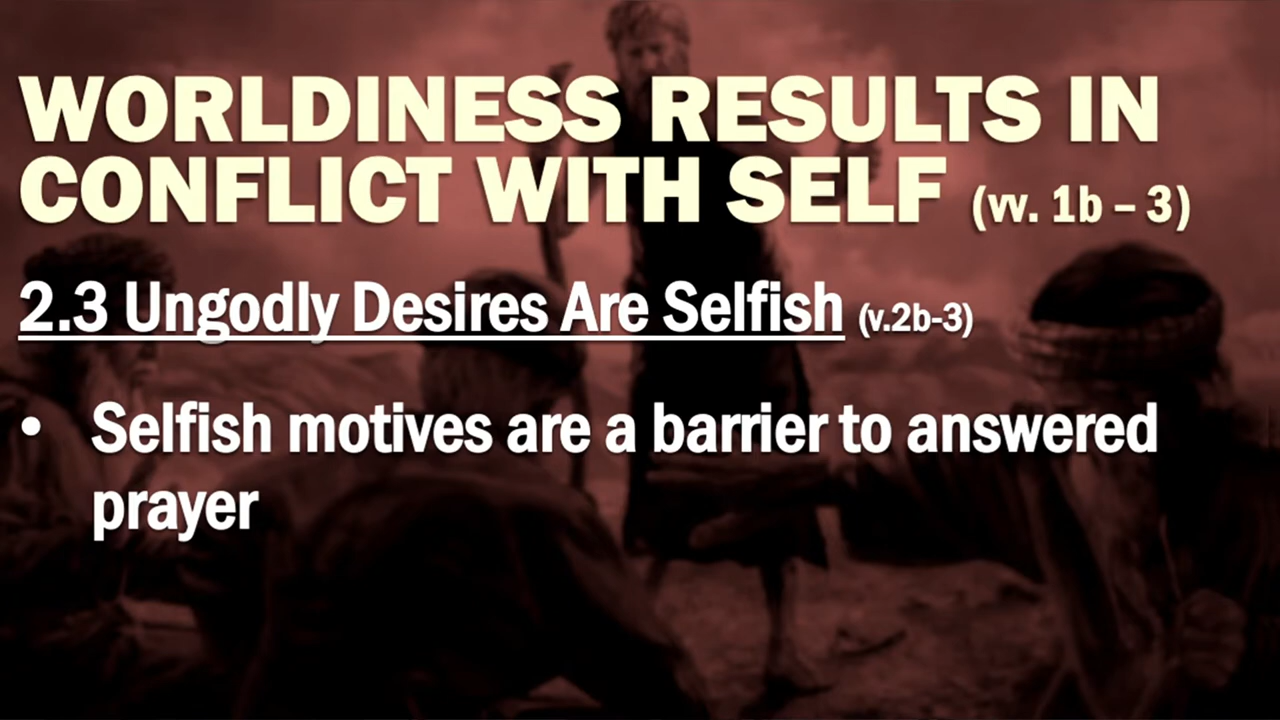 WORLDINESS RESULTS IN
CONFLICT WITH SELF (vv. 1b – 3)
2.3 Ungodly Desires Are Selfish (v.2b-3)
• Selfish motives are a barrier to answered
prayer